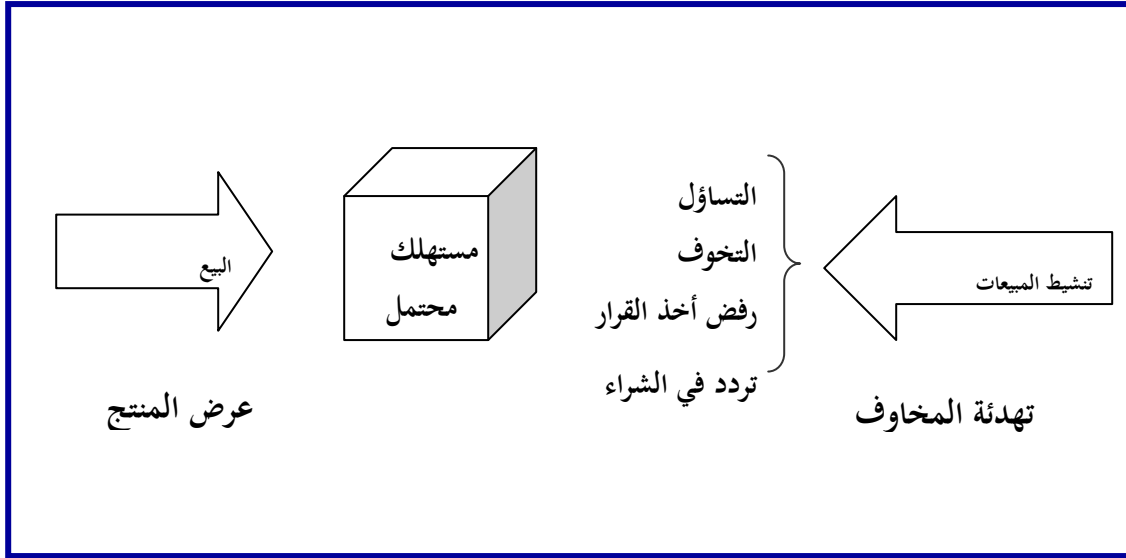 التساؤل
التخوف
رفض أخذ القرار
تردد في الشراء
تنشيط المبيعات
تهدئة المخاوف
مستهلك
محتمل
البيع
عرض المنتج